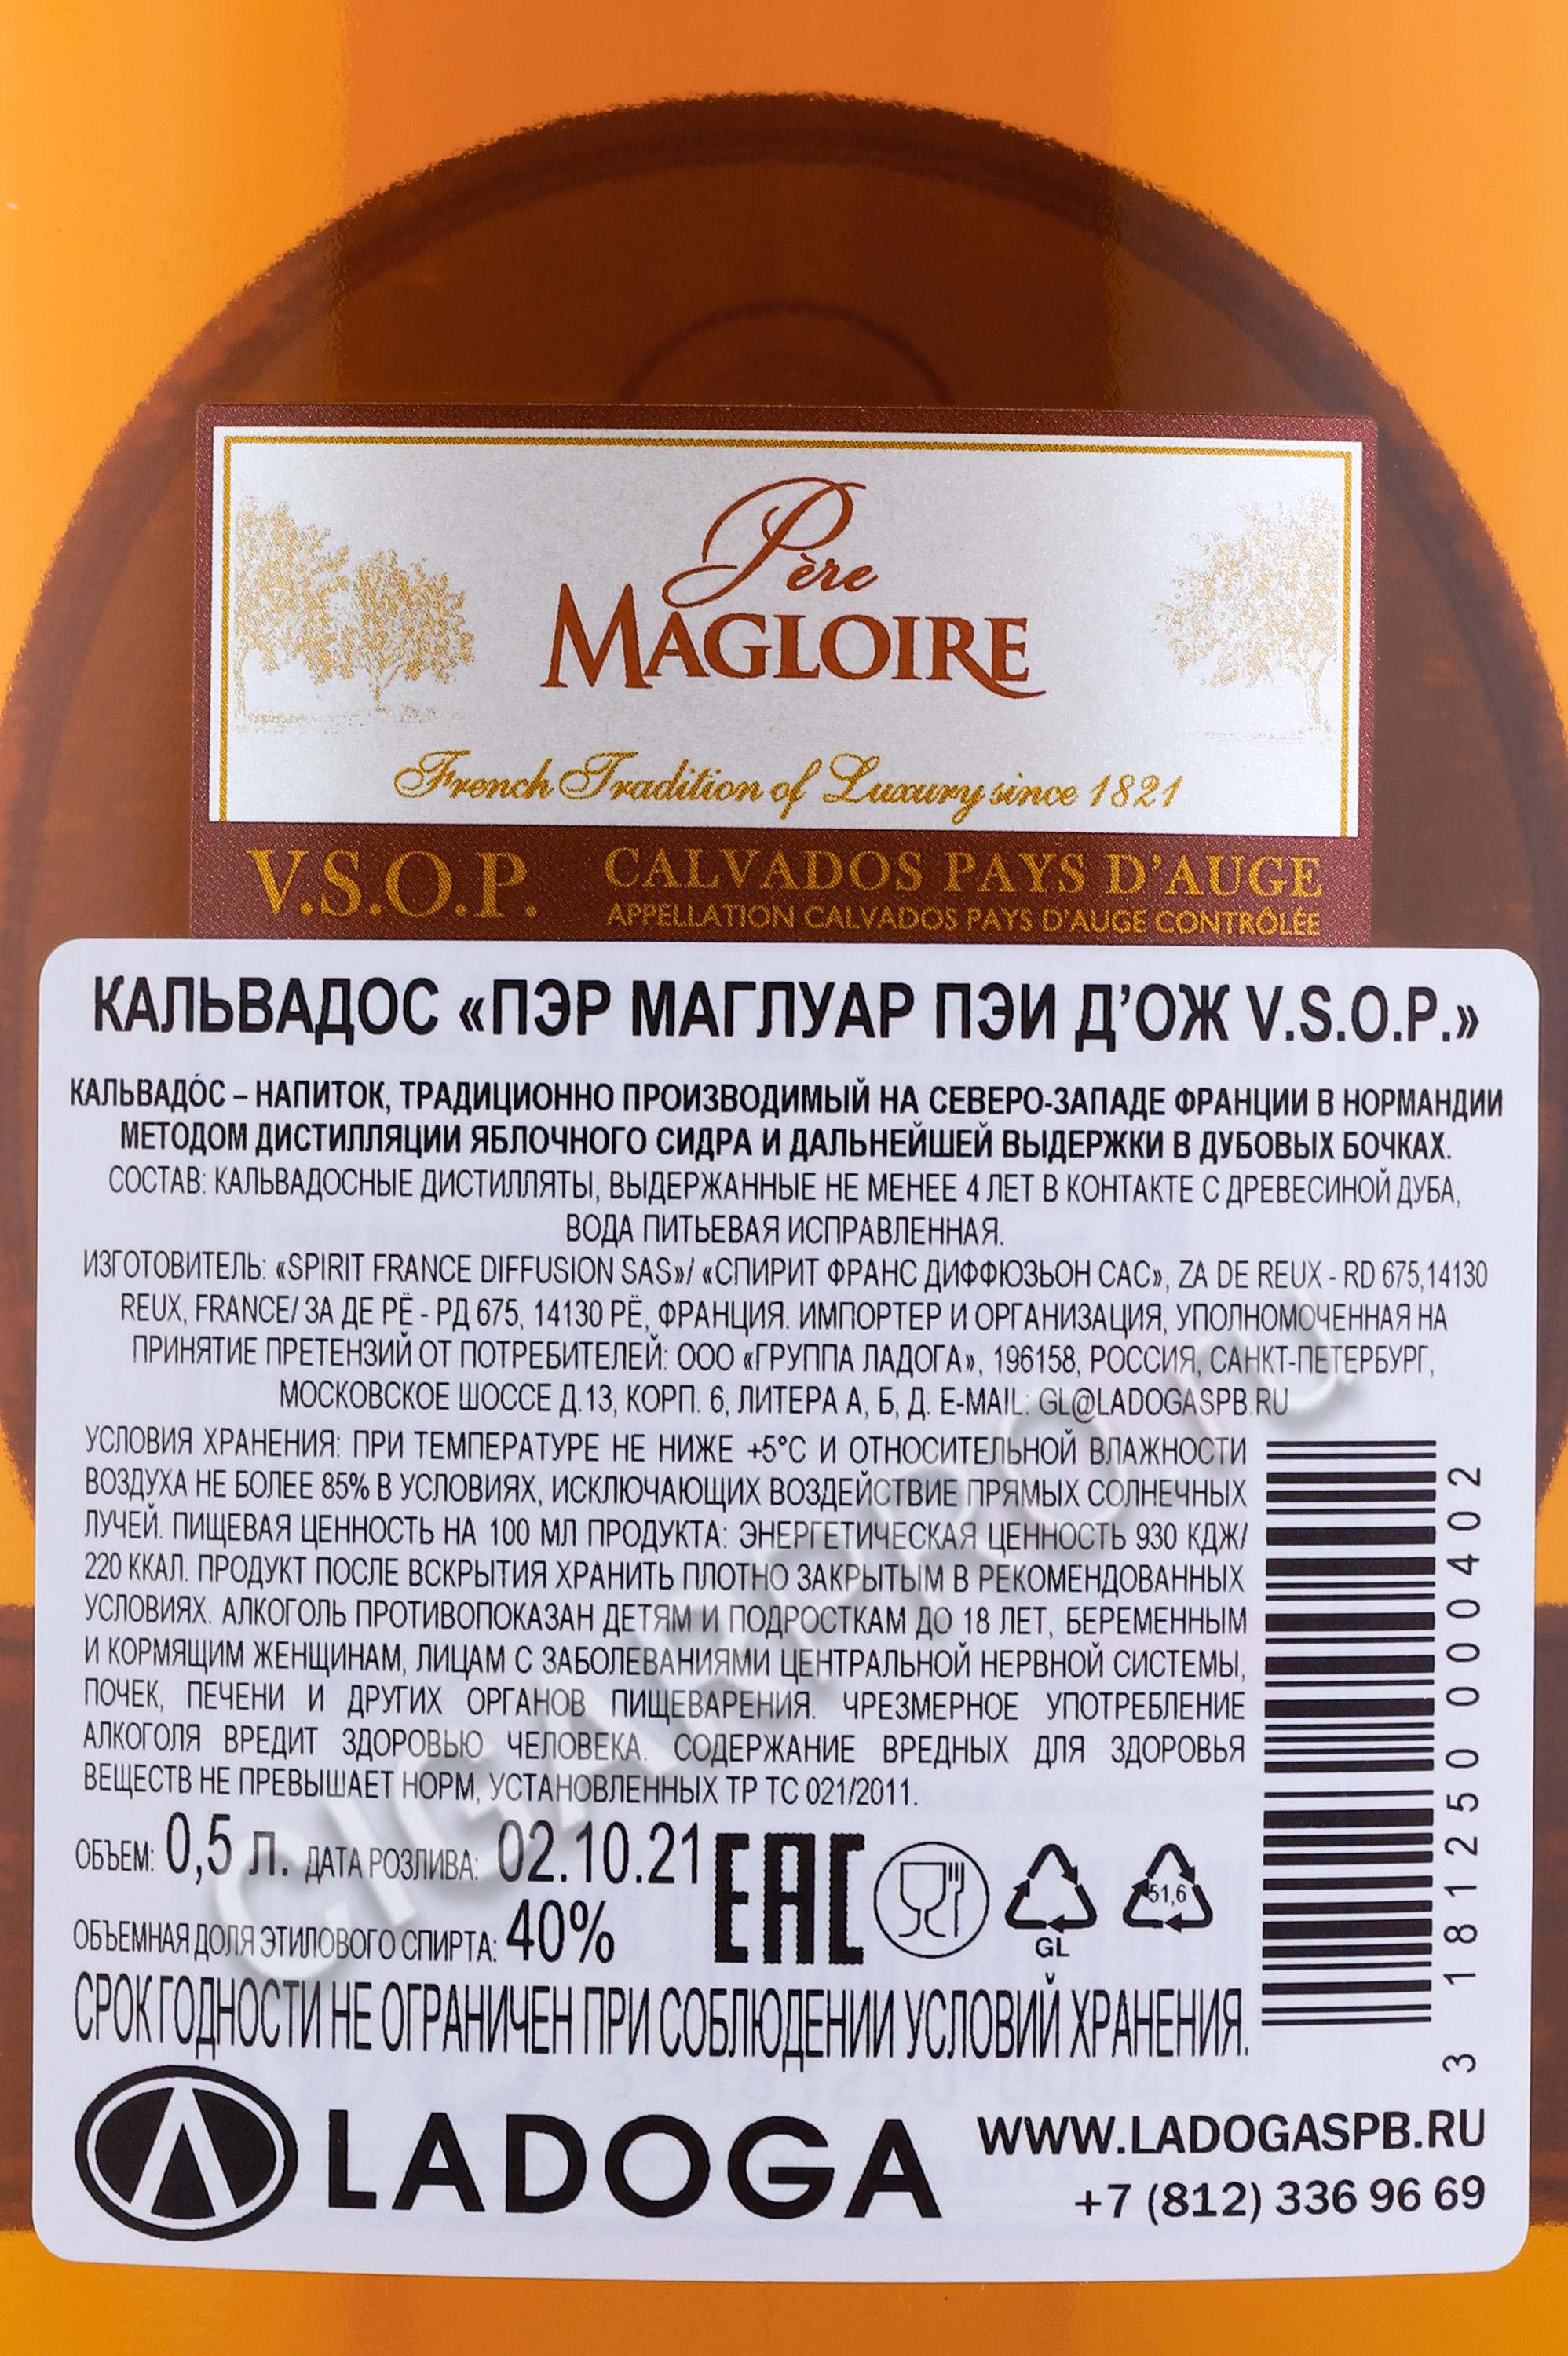 Père
MAGLOIRE
French Tradition of Luxury since 1821
V.S.O.P. CALVADOS PAYS D'AUGE
APPELLATION CALVADOS PAYS D'AUGE CONTRÔLÉE
КАЛЬВАДОС «ПЭР МАГЛУАР ПЭИ Д’ОЖ V.S.O.P.»
КАЛЬВАДО́С – НАПИТОК, ТРАДИЦИОННО ПРОИЗВОДИМЫЙ НА СЕВЕРО-ЗАПАДЕ ФРАНЦИИ В НОРМАНДИИ
МЕТОДОМ ДИСТИЛЛЯЦИИ ЯБЛОЧНОГО СИДРА И ДАЛЬНЕЙШЕЙ ВЫДЕРЖКИ В ДУБОВЫХ БОЧКАХ.
СОСТАВ: КАЛЬВАДОСНЫЕ ДИСТИЛЛЯТЫ, ВЫДЕРЖАННЫЕ НЕ МЕНЕЕ 4 ЛЕТ В КОНТАКТЕ С ДРЕВЕСИНОЙ ДУБА,
ВОДА ПИТЬЕВАЯ ИСПРАВЛЕННАЯ.
ИЗГОТОВИТЕЛЬ: «SPIRIT FRANCE DIFFUSION SAS»/ «СПИРИТ ФРАНС ДИФФЮЗЬОН САС», ZA DE REUX - RD 675,14130
REUX, FRANCE/ ЗА ДЕ РЁ - РД 675, 14130 РЁ, ФРАНЦИЯ. ИМПОРТЕР И ОРГАНИЗАЦИЯ, УПОЛНОМОЧЕННАЯ НА
ПРИНЯТИЕ ПРЕТЕНЗИЙ ОТ ПОТРЕБИТЕЛЕЙ: ООО «ГРУППА ЛАДОГА», 196158, РОССИЯ, САНКТ-ПЕТЕРБУРГ,
МОСКОВСКОЕ ШОССЕ Д.13, КОРП. 6, ЛИТЕРА А, Б, Д. E-MAIL: GL@LADOGASPB.RU
УСЛОВИЯ ХРАНЕНИЯ: ПРИ ТЕМПЕРАТУРЕ НЕ НИЖЕ +5°С И ОТНОСИТЕЛЬНОЙ ВЛАЖНОСТИ
ВОЗДУХА НЕ БОЛЕЕ 85% В УСЛОВИЯХ, ИСКЛЮЧАЮЩИХ ВОЗДЕЙСТВИЕ ПРЯМЫХ СОЛНЕЧНЫХ
ЛУЧЕЙ. ПИЩЕВАЯ ЦЕННОСТЬ НА 100 МЛ ПРОДУКТА: ЭНЕРГЕТИЧЕСКАЯ ЦЕННОСТЬ 930 КДЖ/
220 ККАЛ. ПРОДУКТ ПОСЛЕ ВСКРЫТИЯ ХРАНИТЬ ПЛОТНО ЗАКРЫТЫМ В РЕКОМЕНДОВАННЫХ
УСЛОВИЯХ. АЛКОГОЛЬ ПРОТИВОПОКАЗАН ДЕТЯМ И ПОДРОСТКАМ ДО 18 ЛЕТ, БЕРЕМЕННЫМ
И КОРМЯЩИМ ЖЕНЩИНАМ, ЛИЦАМ С ЗАБОЛЕВАНИЯМИ ЦЕНТРАЛЬНОЙ НЕРВНОЙ СИСТЕМЫ,
ПОЧЕК, ПЕЧЕНИ И ДРУГИХ ОРГАНОВ ПИЩЕВАРЕНИЯ. ЧРЕЗМЕРНОЕ УПОТРЕБЛЕНИЕ
АЛКОГОЛЯ ВРЕДИТ ЗДОРОВЬЮ ЧЕЛОВЕКА. СОДЕРЖАНИЕ ВРЕДНЫХ ДЛЯ ЗДОРОВЬЯ
ВЕЩЕСТВ НЕ ПРЕВЫШАЕТ НОРМ, УСТАНОВЛЕННЫХ ТР ТС 021/2011.
3 181250 000402
ОБЪЕМ: 0,5 л. ДАТА РОЗЛИВА: 02.10.21
ОБЪЕМНАЯ ДОЛЯ ЭТИЛОВОГО СПИРТА: 40%
EAC
GL
51,6
СРОК ГОДНОСТИ НЕ ОГРАНИЧЕН ПРИ СОБЛЮДЕНИИ УСЛОВИЙ ХРАНЕНИЯ.
LADOGA
WWW.LADOGASPB.RU
+7 (812) 336 96 69
CIGARPRO.ru